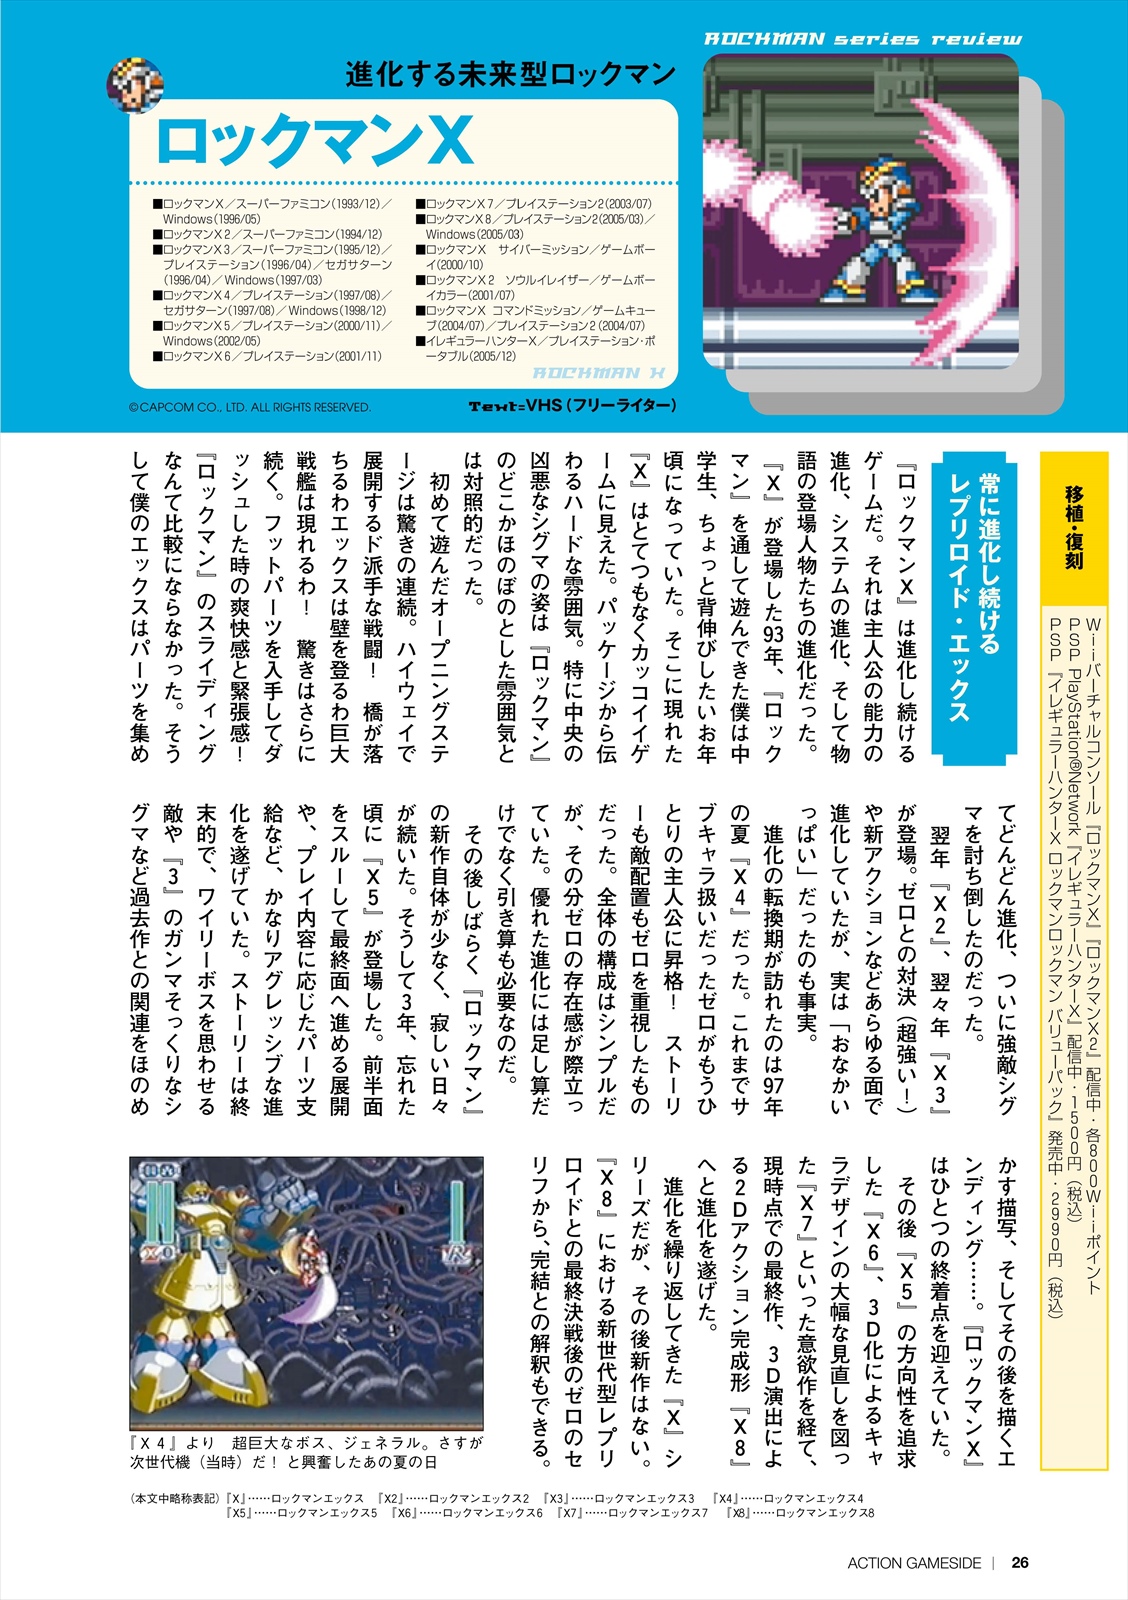 ROCKMAN series review
進化する未来型ロックマン
ロックマンX
■ロックマンX／スーパーファミコン(1993/12)／
Windows(1996/05)
■ロックマンX2／スーパーファミコン(1994/12)
■ロックマンX3／スーパーファミコン(1995/12)／
プレイステーション(1996/04)／セガサターン
(1996/04)／Windows(1997/03)
■ロックマンX4／プレイステーション(1997/08)／
セガサターン(1997/08)／Windows(1998/12)
■ロックマンX5／プレイステーション(2000/11)／
Windows(2002/05)
■ロックマンX6／プレイステーション(2001/11)
■ロックマンX7／プレイステーション2(2003/07)
■ロックマンX8／プレイステーション2(2005/03)／
Windows(2005/03)
■ロックマンX　サイバーミッション／ゲームボー
イ(2000/10)
■ロックマンX2　ソウルイレイザー／ゲームボー
イカラー(2001/07)
■ロックマンX コマンドミッション／ゲームキュー
ブ(2004/07)／プレイステーション2(2004/07)
■イレギュラーハンターX／プレイステーション・ポ
ータブル(2005/12)
ROCKMAN X
©CAPCOM CO., LTD. ALL RIGHTS RESERVED.
Text=VHS（フリーライター）
移植・復刻
Wiiバーチャルコンソール『ロックマンX』『ロックマンX2』配信中・各800Wiiポイント
PSP PlayStation®Network『イレギュラーハンターX』配信中・1500円（税込）
PSP『イレギュラーハンターX ロックマンロックマン バリューパック』発売中・2990円（税込）
常に進化し続ける
レプリロイド・エックス
『ロックマンX』は進化し続ける
ゲームだ。それは主人公の能力の
進化、システムの進化、そして物
語の登場人物たちの進化だった。
『X』が登場した93年、『ロック
マン』を通して遊んできた僕は中
学生、ちょっと背伸びしたいお年
頃になっていた。そこに現れた
『X』はとてつもなくカッコイイゲ
ームに見えた。パッケージから伝
わるハードな雰囲気。特に中央の
凶悪なシグマの姿は『ロックマン』
のどこかほのぼのとした雰囲気と
は対照的だった。
初めて遊んだオープニングステ
ージは驚きの連続。ハイウェイで
展開するド派手な戦闘！　橋が落
ちるわエックスは壁を登るわ巨大
戦艦は現れるわ！　驚きはさらに
続く。フットパーツを入手してダ
ッシュした時の爽快感と緊張感！
『ロックマン』のスライディング
なんて比較にならなかった。そう
して僕のエックスはパーツを集め
てどんどん進化、ついに強敵シグ
マを討ち倒したのだった。
翌年『X2』、翌々年『X3』
が登場。ゼロとの対決（超強い！）
や新アクションなどあらゆる面で
進化していたが、実は「おなかい
っぱい」だったのも事実。
進化の転換期が訪れたのは97年
の夏『X4』だった。これまでサ
ブキャラ扱いだったゼロがもうひ
とりの主人公に昇格！　ストーリ
ーも敵配置もゼロを重視したもの
だった。全体の構成はシンプルだ
が、その分ゼロの存在感が際立っ
ていた。優れた進化には足し算だ
けでなく引き算も必要なのだ。
その後しばらく『ロックマン』
の新作自体が少なく、寂しい日々
が続いた。そうして3年、忘れた
頃に『X5』が登場した。前半面
をスルーして最終面へ進める展開
や、プレイ内容に応じたパーツ支
給など、かなりアグレッシブな進
化を遂げていた。ストーリーは終
末的で、ワイリーボスを思わせる
敵や『3』のガンマそっくりなシ
グマなど過去作との関連をほのめ
かす描写、そしてその後を描くエ
ンディング……。『ロックマンX』
はひとつの終着点を迎えていた。
その後『X5』の方向性を追求
した『X6』、3D化によるキャ
ラデザインの大幅な見直しを図っ
た『X7』といった意欲作を経て、
現時点での最終作、3D演出によ
る2Dアクション完成形『X8』
へと進化を遂げた。
進化を繰り返してきた『X』シ
リーズだが、その後新作はない。
『X8』における新世代型レプリ
ロイドとの最終決戦後のゼロのセ
リフから、完結との解釈もできる。
『X4』より　超巨大なボス、ジェネラル。さすが
次世代機（当時）だ！ と興奮したあの夏の日
（本文中略称表記）『X』……ロックマンエックス　『X2』……ロックマンエックス2　『X3』……ロックマンエックス3　『X4』……ロックマンエックス4
『X5』……ロックマンエックス5　『X6』……ロックマンエックス6　『X7』……ロックマンエックス7　『X8』……ロックマンエックス8
ACTION GAMESIDE | 26